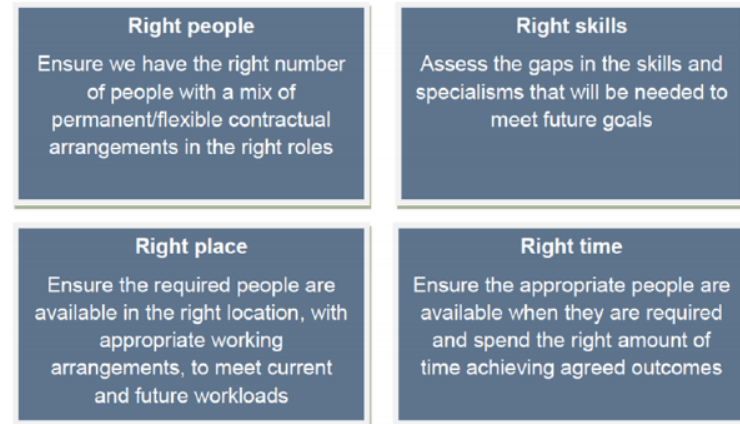 Right people
Ensure we have the right number
of people with a mix of
permanent/flexible contractual
arrangements in the right roles
Right skills
Assess the gaps in the skills and
specialisms that will be needed to
meet future goals
Right place
Ensure the required people are
available in the right location, with
appropriate working
arrangements, to meet current
and future workloads
Right time
Ensure the appropriate people are
available when they are required
and spend the right amount of
time achieving agreed outcomes